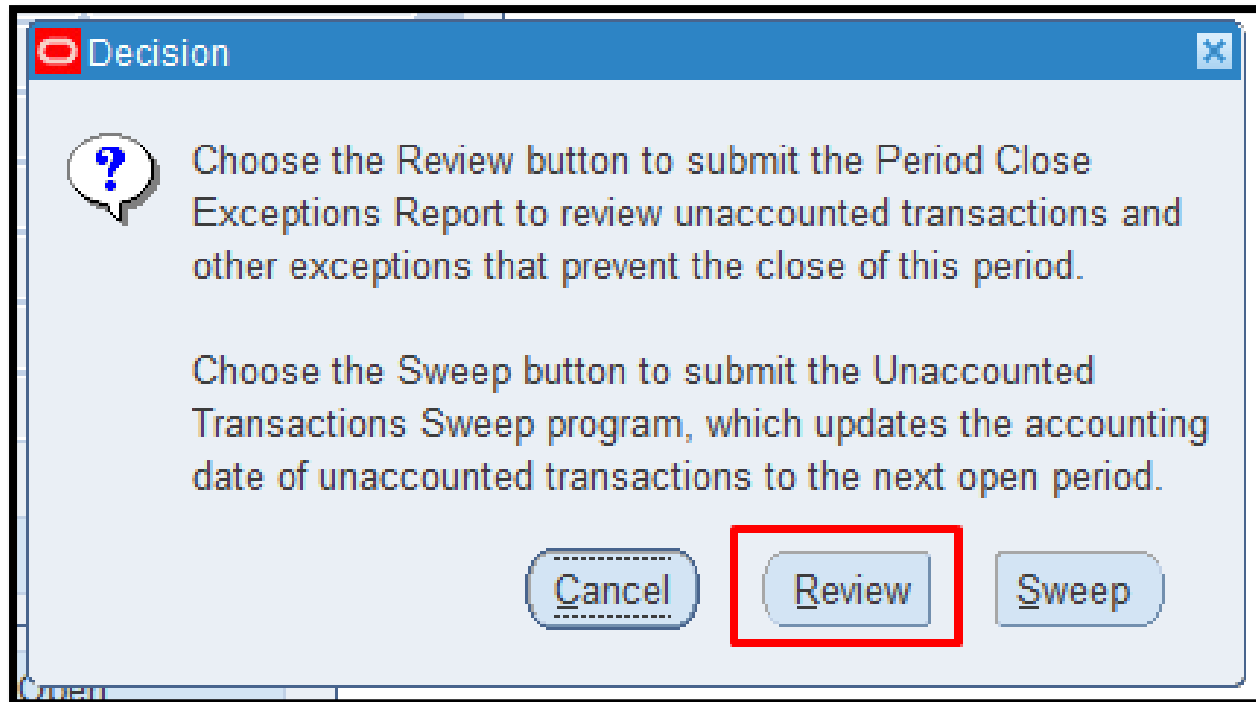 Decision
Choose the Review button to submit the Period Close
Exceptions Report to review unaccounted transactions and
other exceptions that prevent the close of this period.
Choose the Sweep button to submit the Unaccounted
Transactions Sweep program, which updates the accounting
date of unaccounted transactions to the next open period.
Cancel Review Sweep
Open